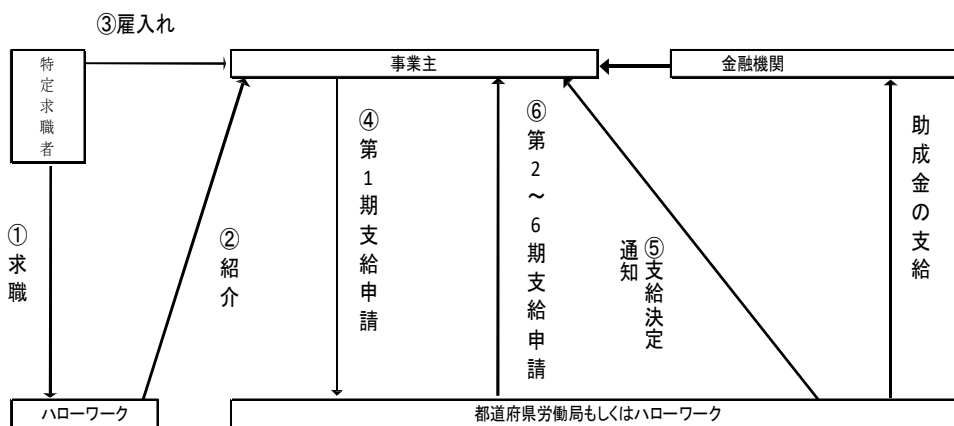 ③雇入れ
特定求職者
事業主
金融機関
①求職
②紹介
④第1期支給申請
⑥第2～6期支給申請
⑤支給決定
通知
助成金の支給
ハローワーク
都道府県労働局もしくはハローワーク